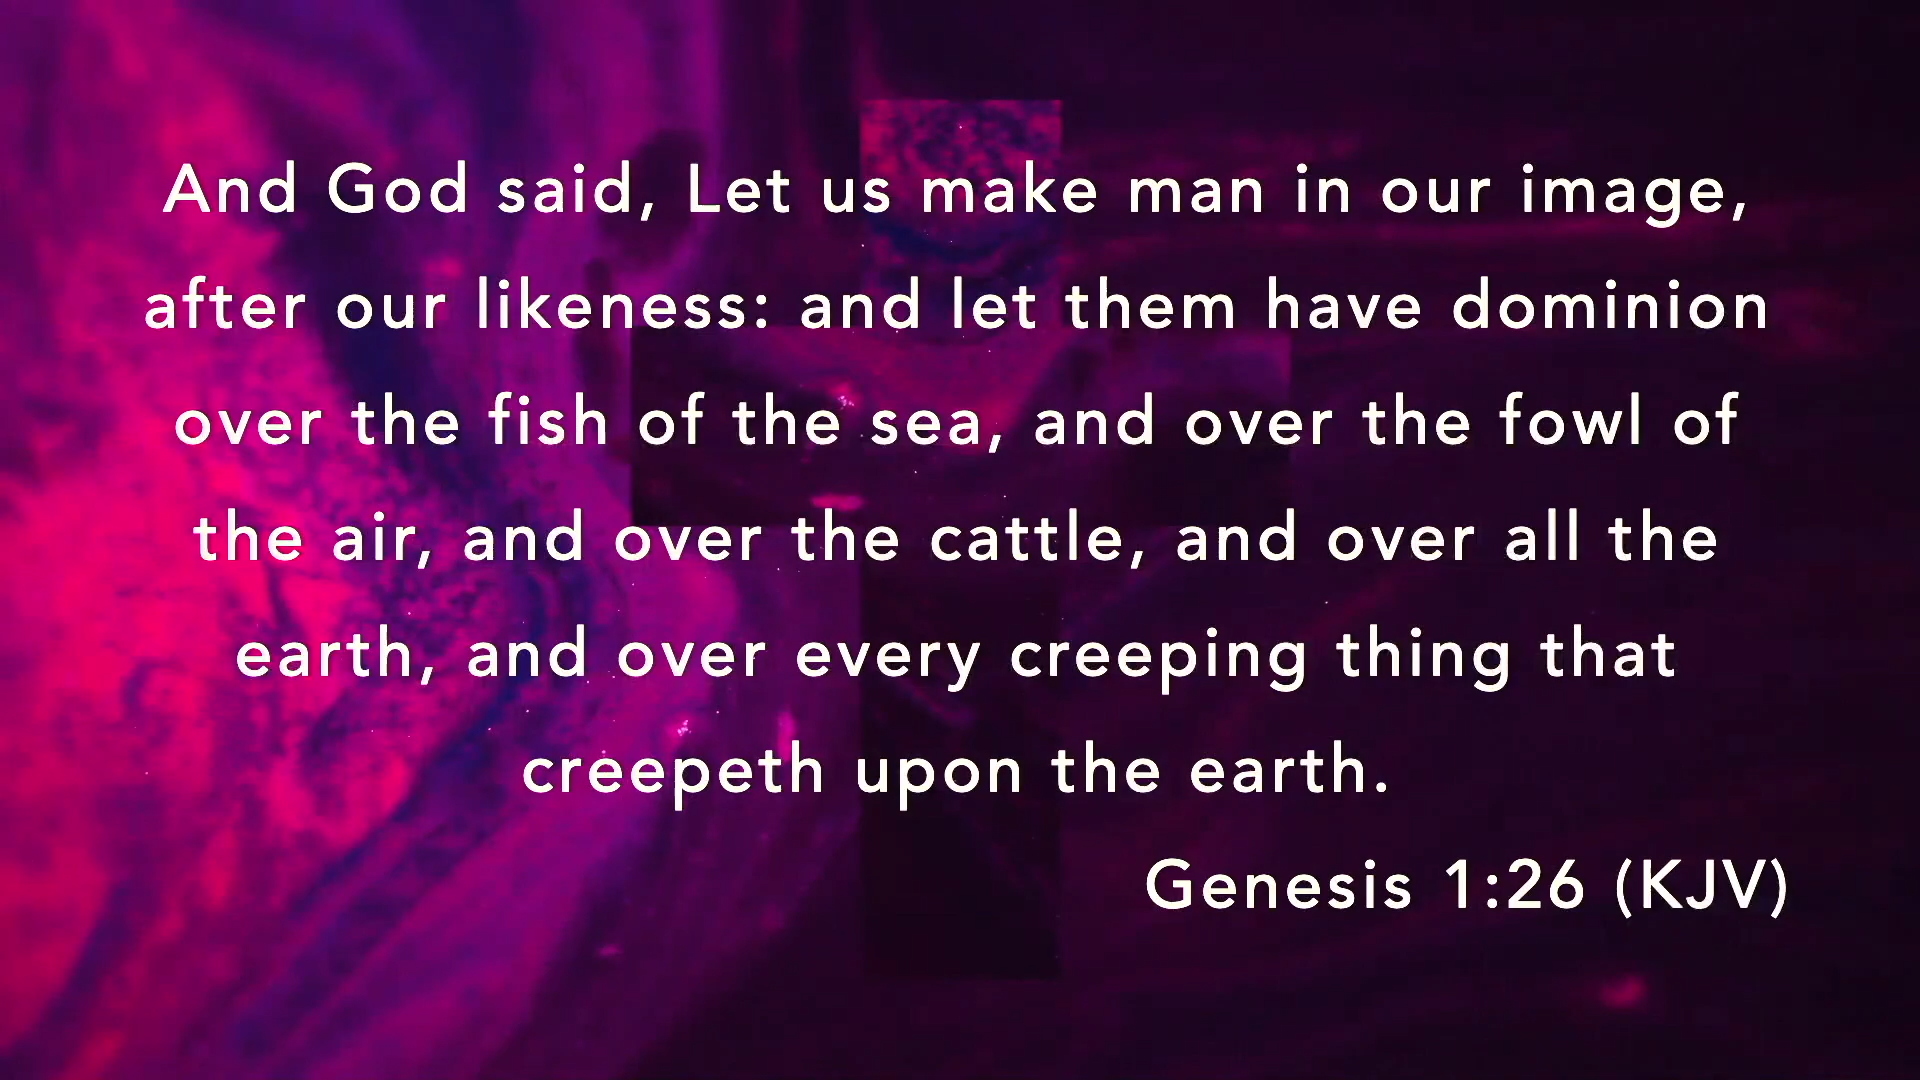 And God said, Let us make man in our image,
after our likeness: and let them have dominion
over the fish of the sea, and over the fowl of
the air, and over the cattle, and over all the
earth, and over every creeping thing that
creepeth upon the earth.
Genesis 1:26 (KJV)